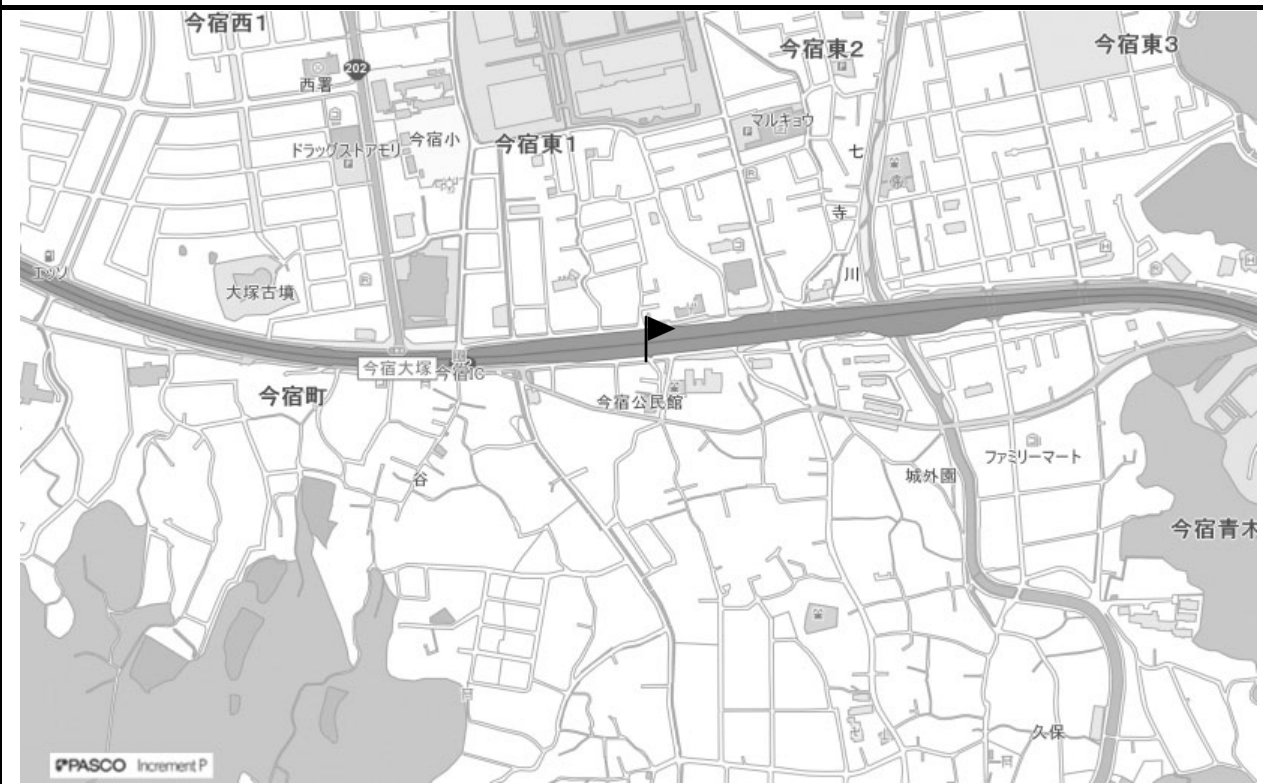 今宿西1
今宿東2
今宿東3
202
西署
マルキョウ
今宿小
今宿東1
ドラッグストアモリ
七
寺
川
エッソ
大塚古墳
今宿大塚
今宿IC
今宿町
今宿公民館
ファミリーマート
谷
城外園
今宿青木
久保
PASCO Increment P